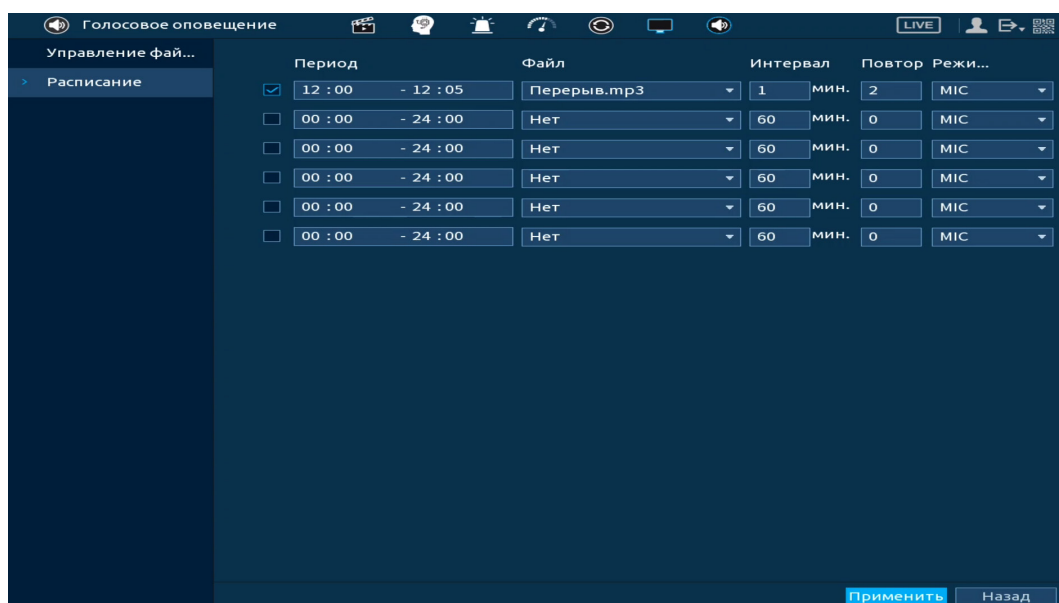 Голосовое оповещение LIVE
Управление фай...
Расписание
Период Файл Интервал Повтор Режи...
12 : 00 - 12 : 05 Перерыв.mp3 1 мин. 2 MIC
00 : 00 - 24 : 00 Нет 60 мин. 0 MIC
00 : 00 - 24 : 00 Нет 60 мин. 0 MIC
00 : 00 - 24 : 00 Нет 60 мин. 0 MIC
00 : 00 - 24 : 00 Нет 60 мин. 0 MIC
00 : 00 - 24 : 00 Нет 60 мин. 0 MIC
Применить Назад